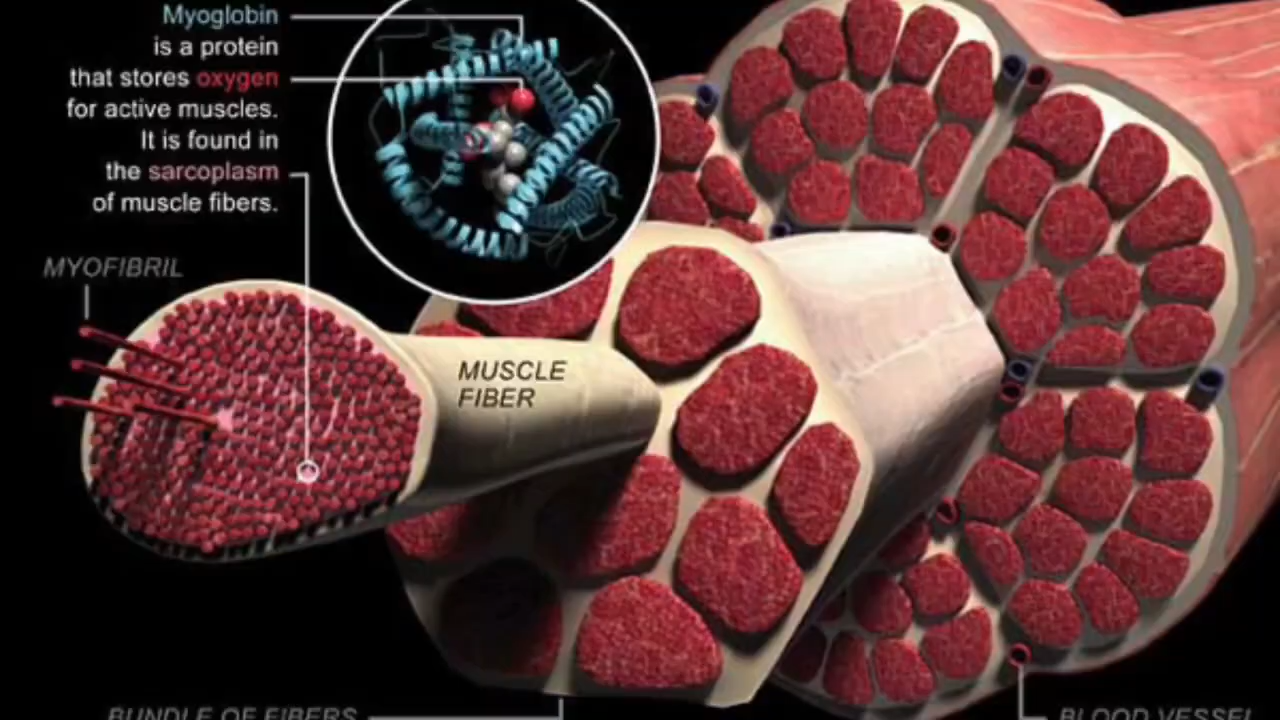 Myoglobin
is a protein
that stores oxygen
for active muscles.
It is found in
the sarcoplasm
of muscle fibers.
MYOFIBRIL
MUSCLE
FIBER
BUNDLE OF FIBERS
BLOOD VESSEL